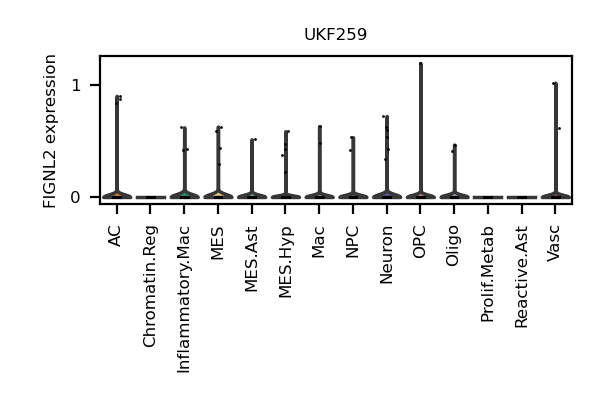 UKF259
FIGNL2 expression
1
0
AC
Chromatin.Reg
Inflammatory.Mac
MES
MES.Ast
MES.Hyp
Mac
NPC
Neuron
OPC
Oligo
Prolif.Metab
Reactive.Ast
Vasc